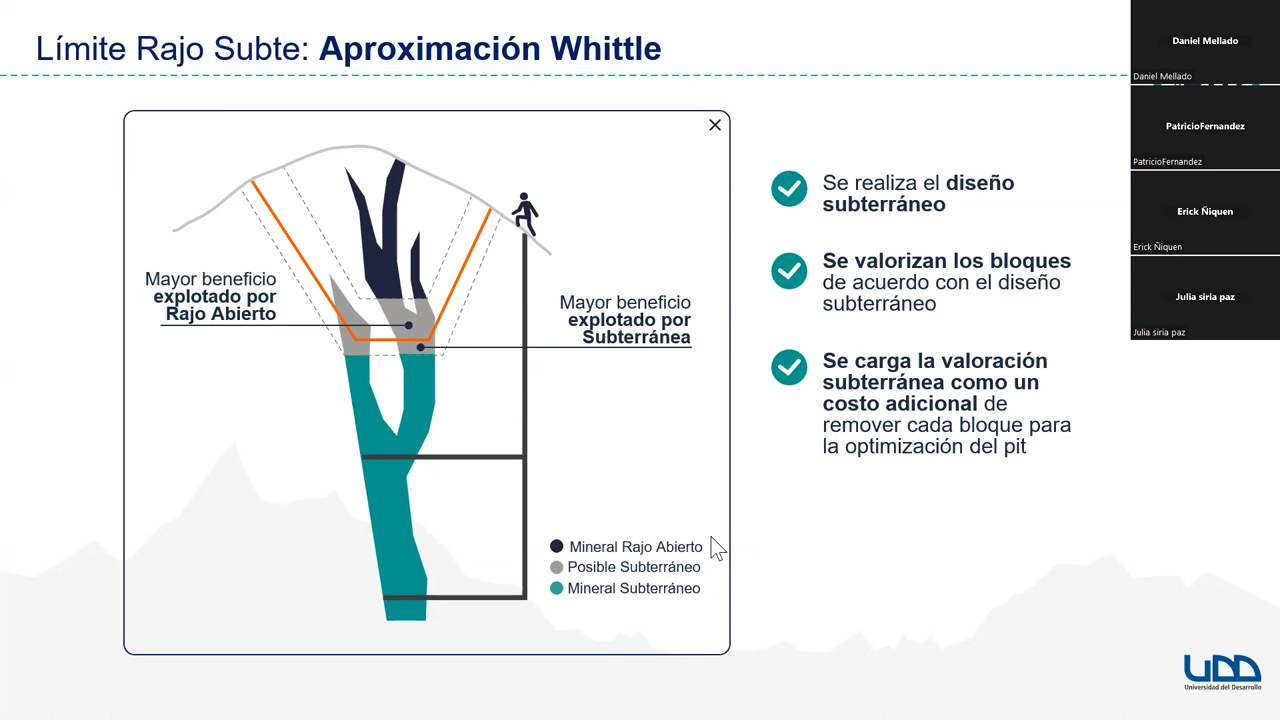 Límite Rajo Subte: Aproximación Whittle
Mayor beneficio
explotado por
Rajo Abierto
Mayor beneficio
explotado por
Subterránea
Mineral Rajo Abierto
Posible Subterráneo
Mineral Subterráneo
Se realiza el diseño
subterráneo
Se valorizan los bloques
de acuerdo con el diseño
subterráneo
Se carga la valoración
subterránea como un
costo adicional de
remover cada bloque para
la optimización del pit
Daniel Mellado
Daniel Mellado
PatricioFernandez
PatricioFernandez
Erick Ñiquen
Erick Ñiquen
Julia siria paz
Julia siria paz
UDD
Universidad del Desarrollo